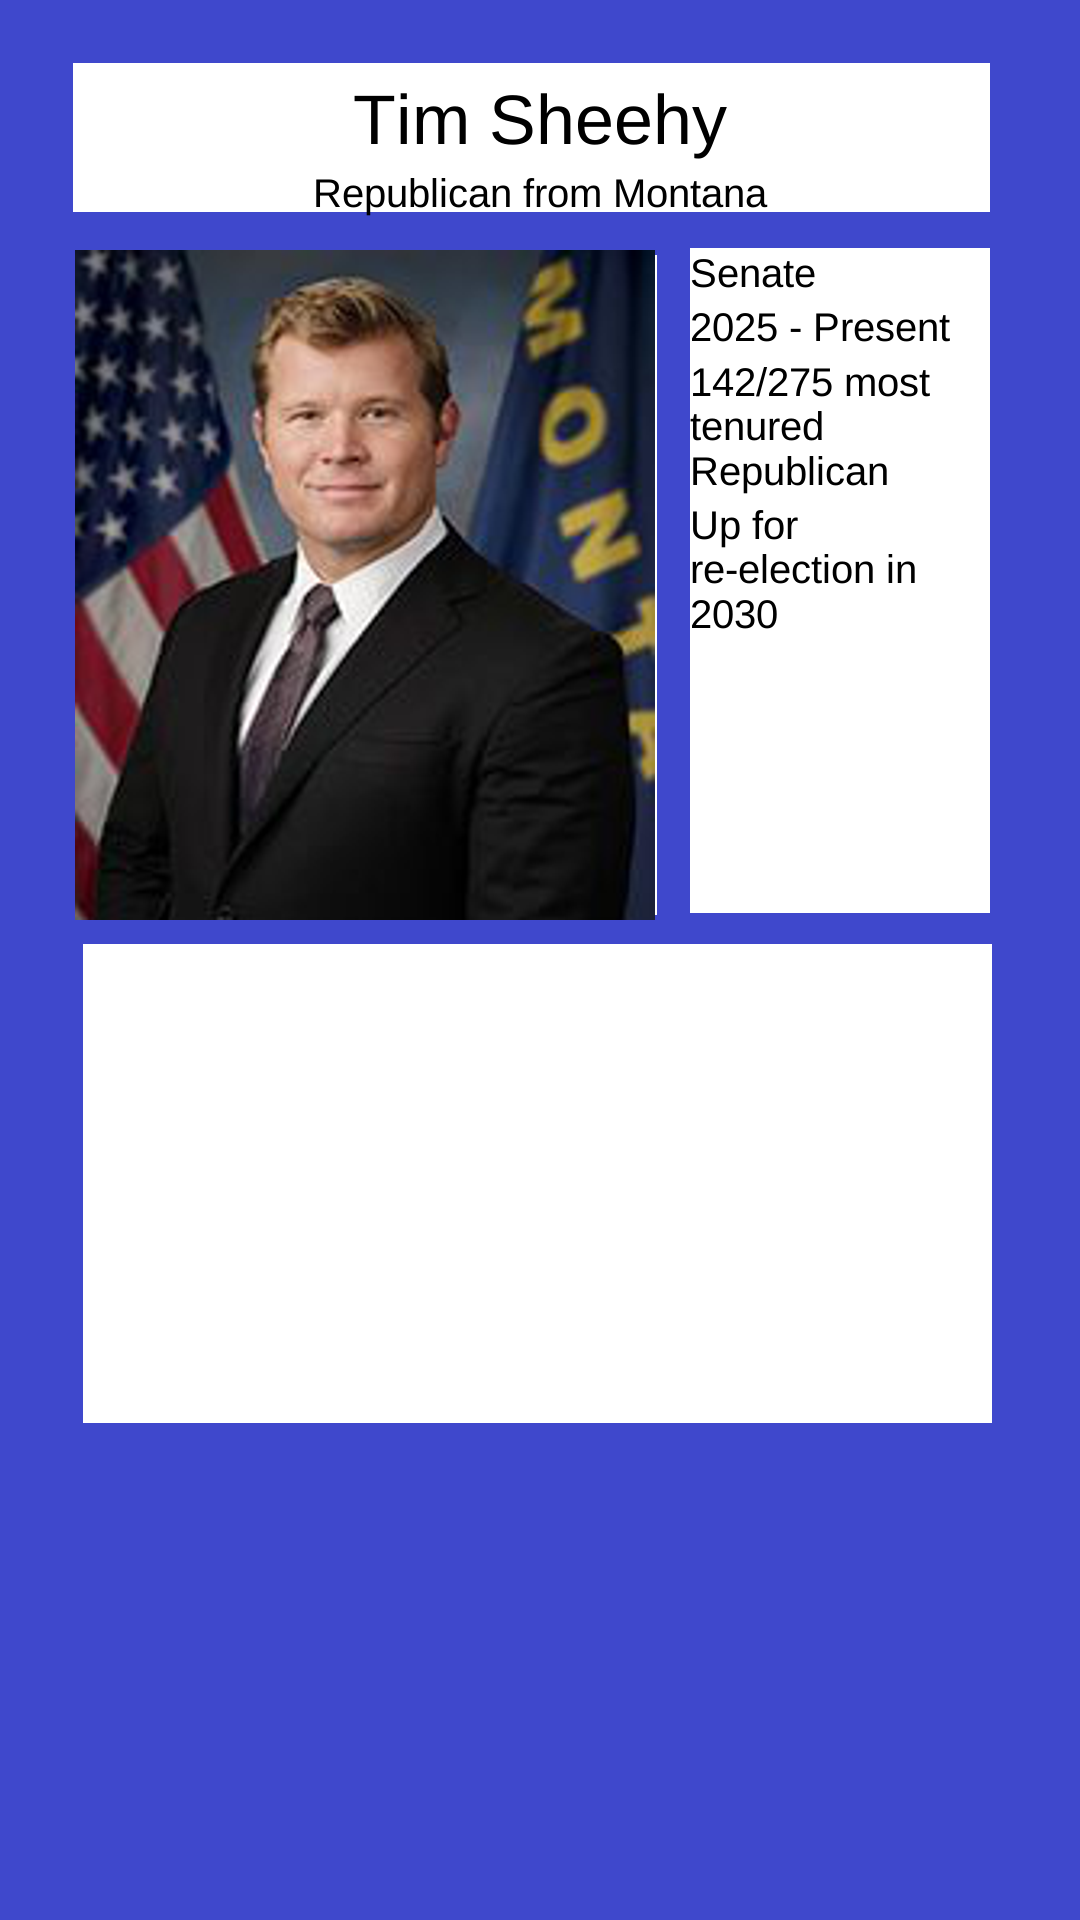 Tim Sheehy
Republican from Montana
MONTA
Senate
2025 - Present
142/275 most
tenured
Republican
Up for
re-election in
2030